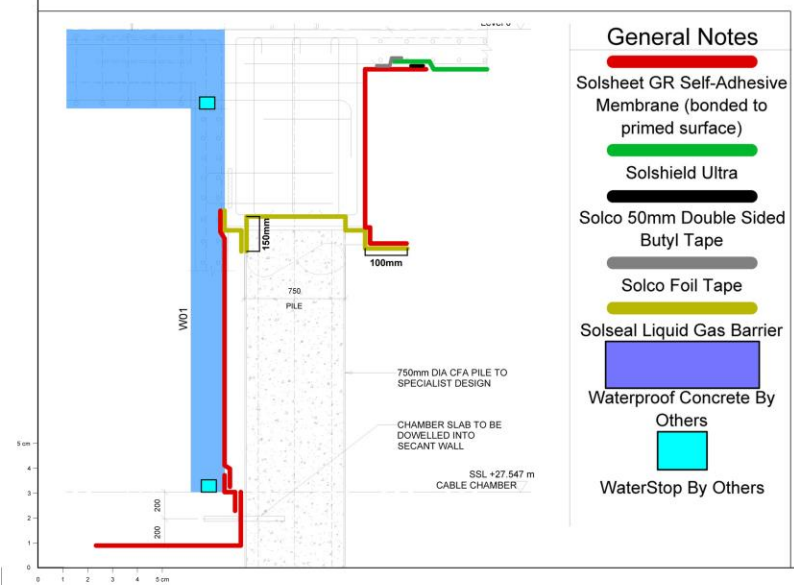 General Notes
Solsheet GR Self-Adhesive
Membrane (bonded to
primed surface)
Solshield Ultra
Solco 50mm Double Sided
Butyl Tape
Solco Foil Tape
Solseal Liquid Gas Barrier
Waterproof Concrete By
Others
WaterStop By Others
150mm
100mm
W01
750
PILE
750mm DIA CFA PILE TO
SPECIALIST DESIGN
CHAMBER SLAB TO BE
DOWELLED INTO
SECANT WALL
SSL +27.547 m
CABLE CHAMBER
200
200
5 cm
4
3
2
1
0
0 1 2 3 4 5 cm